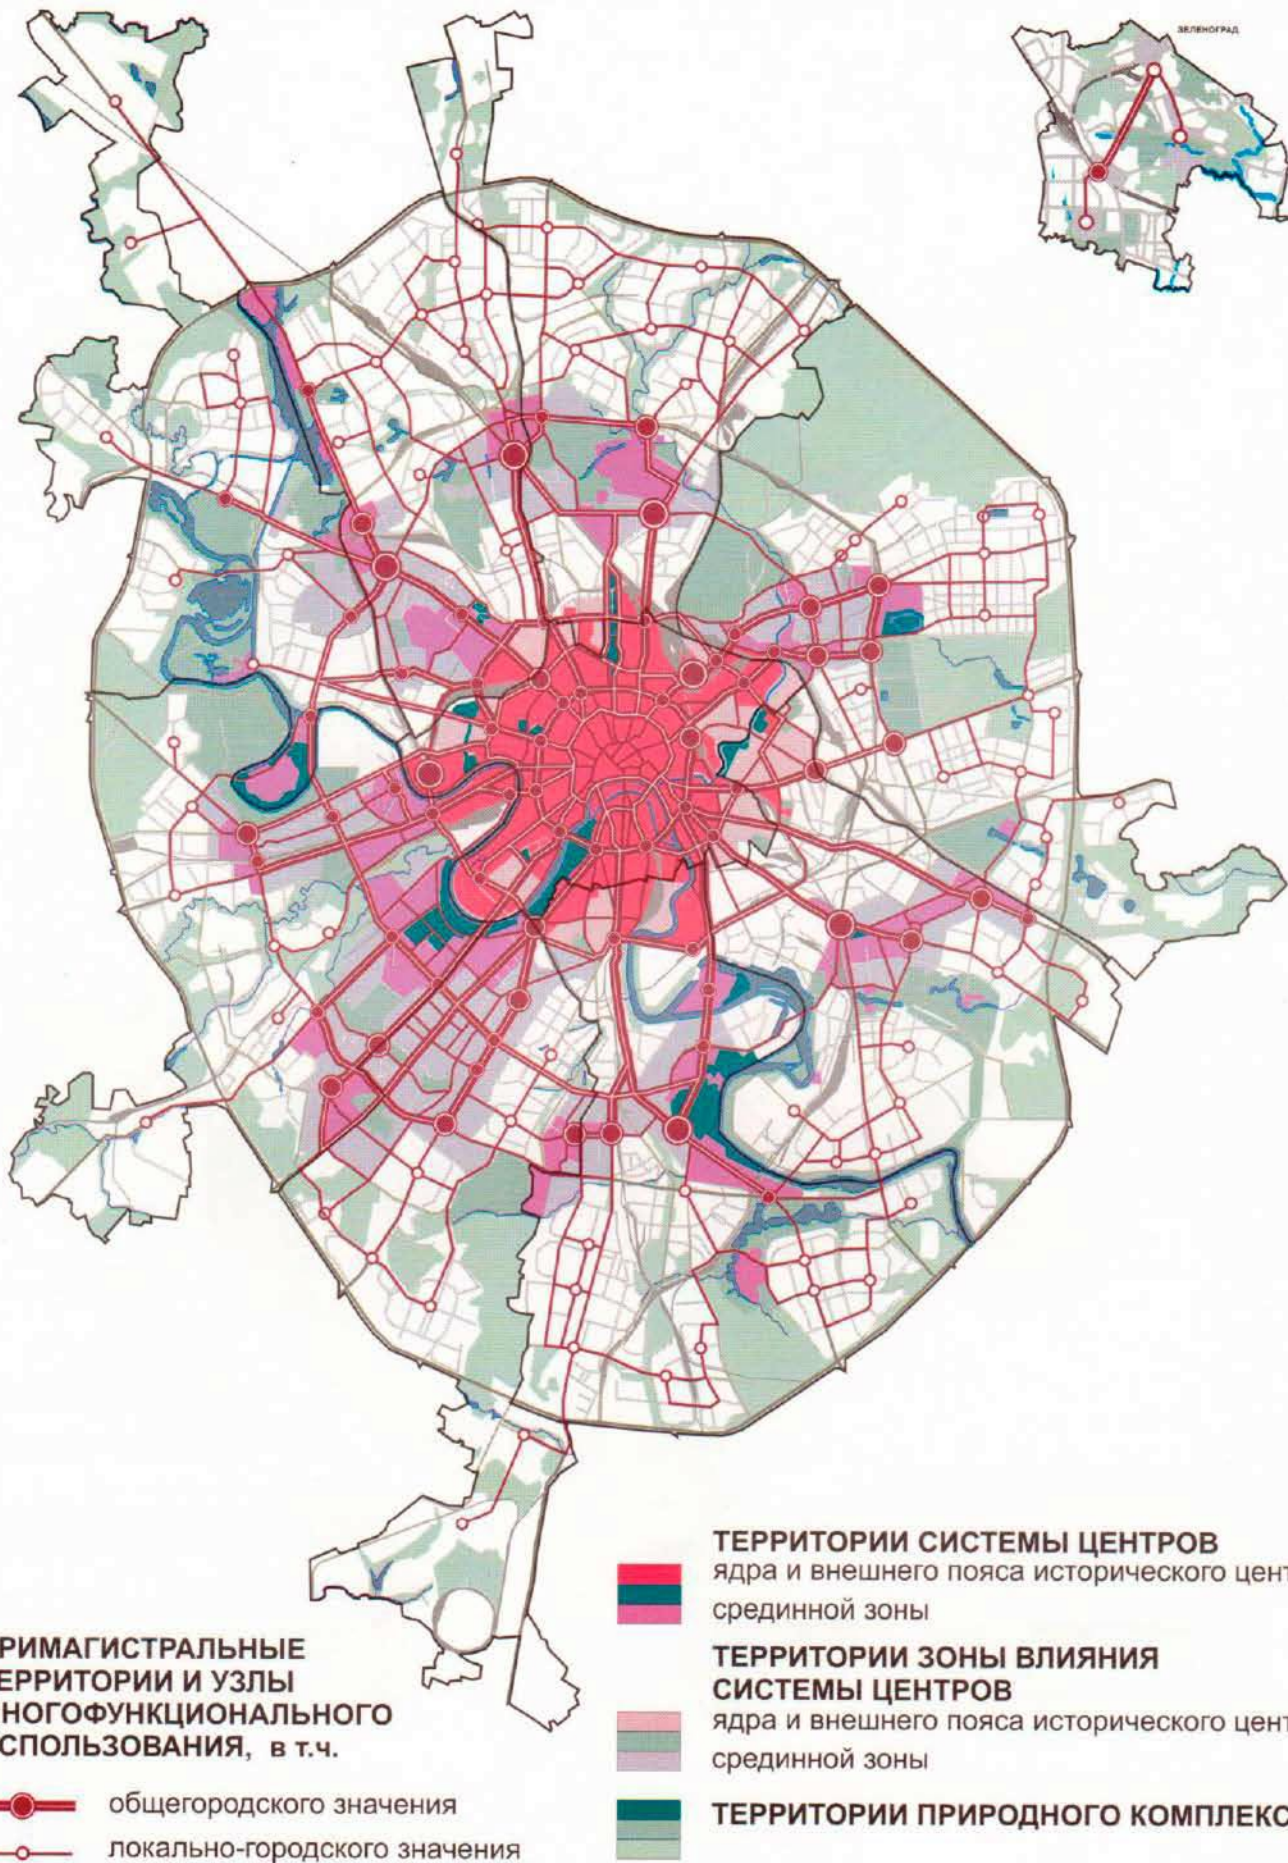 ЗЕЛЕНОГРАД
РИМАГИСТРАЛЬНЫЕ
ЕРРИТОРИИ И УЗЛЫ
НОГОФУНКЦИОНАЛЬНОГО
СПОЛЬЗОВАНИЯ, в т.ч.
общегородского значения
локально-городского значения
ТЕРРИТОРИИ СИСТЕМЫ ЦЕНТРОВ
ядра и внешнего пояса исторического цент
срединной зоны
ТЕРРИТОРИИ ЗОНЫ ВЛИЯНИЯ
СИСТЕМЫ ЦЕНТРОВ
ядра и внешнего пояса исторического цент
срединной зоны
ТЕРРИТОРИИ ПРИРОДНОГО КОМПЛЕКС